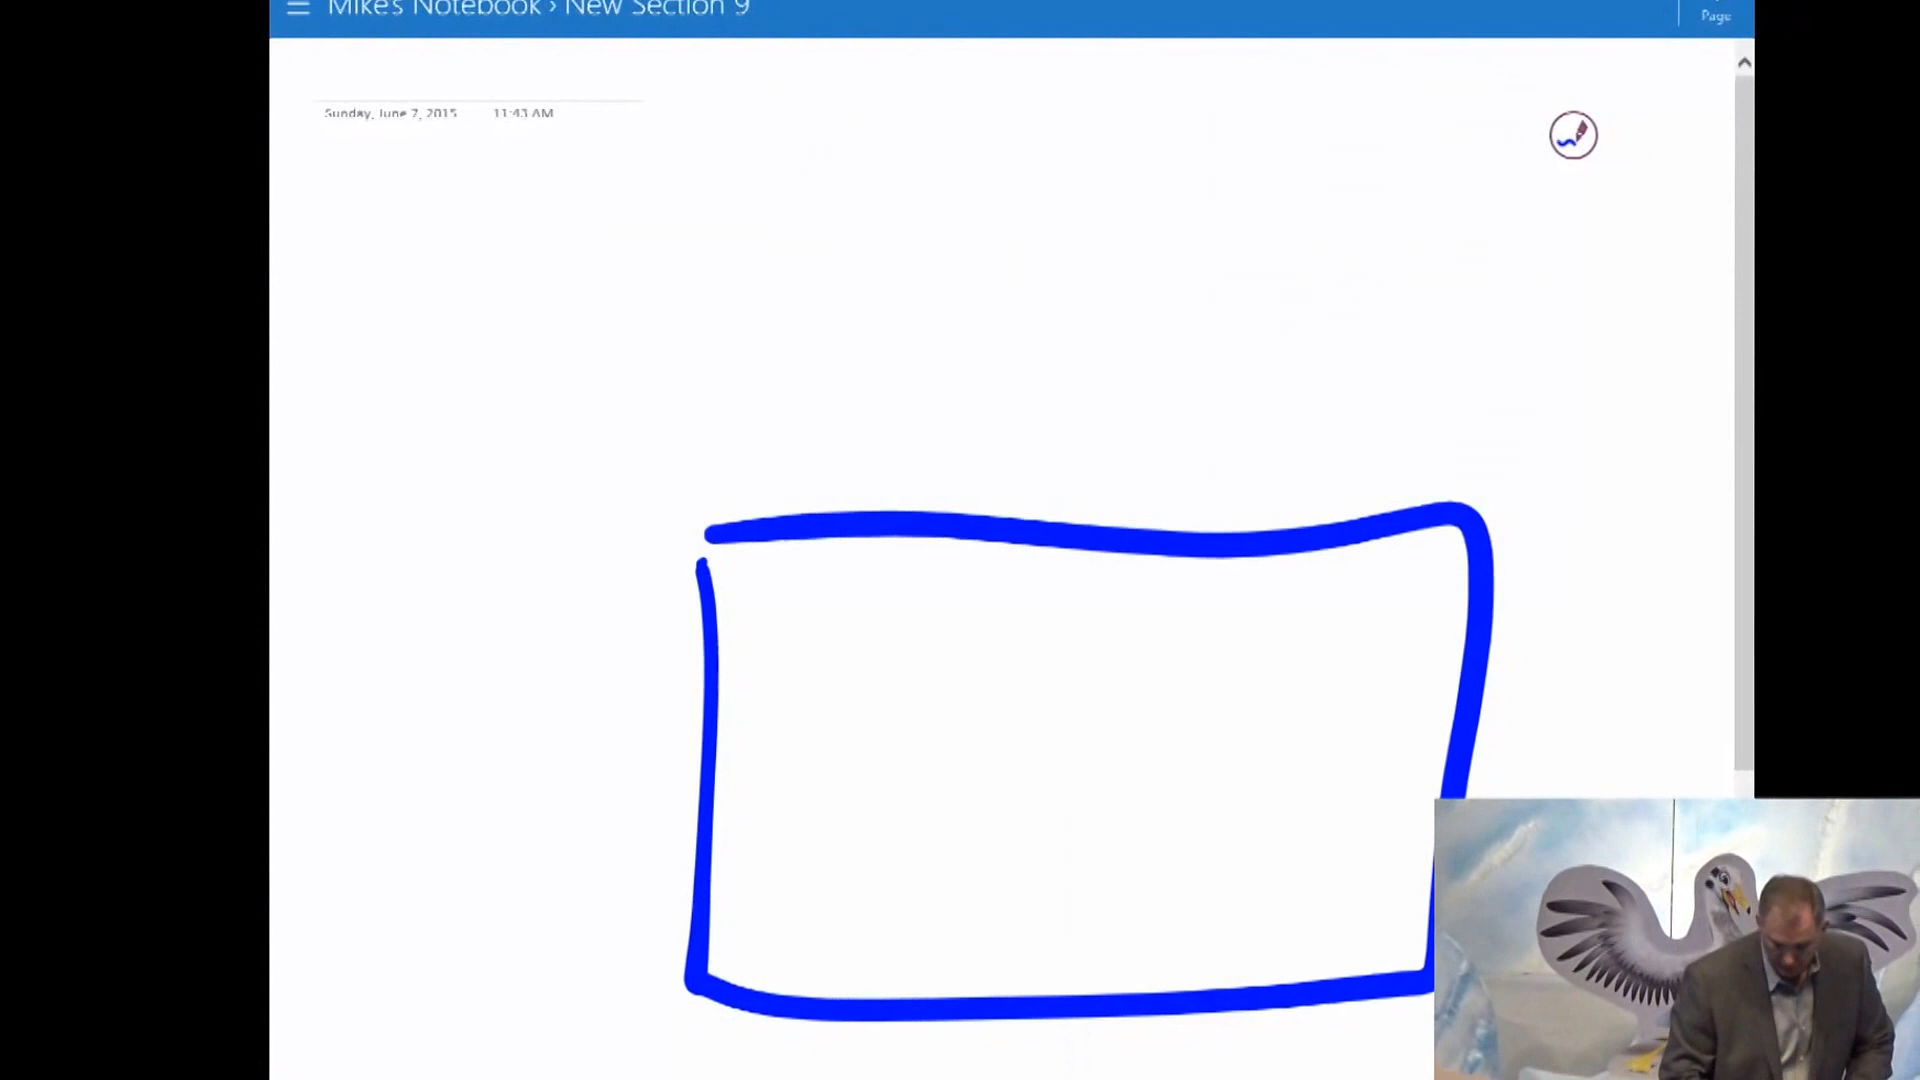 Mike's Notebook › New Section 9
Page
Sunday, June 7, 2015 11:43 AM